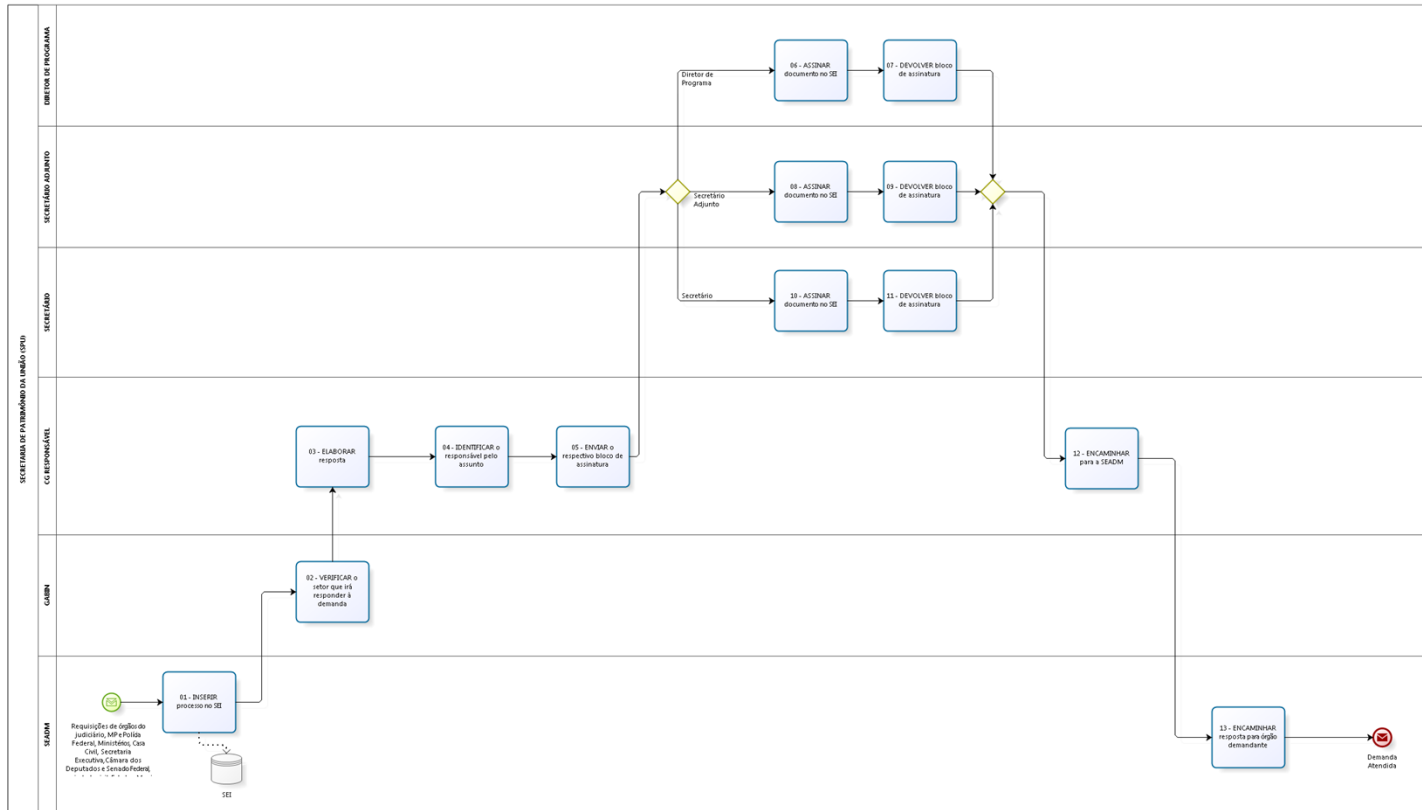 SECRETARIA DE PATRIMÔNIO DA UNIÃO (SPU)
DIRETOR DE PROGRAMA
Diretor de
Programa
06 - ASSINAR
documento no SEI
07 - DEVOLVER bloco
de assinatura
SECRETÁRIO ADJUNTO
Secretário
Adjunto
08 - ASSINAR
documento no SEI
09 - DEVOLVER bloco
de assinatura
SECRETÁRIO
Secretário
10 - ASSINAR
documento no SEI
11 - DEVOLVER bloco
de assinatura
CG RESPONSÁVEL
03 - ELABORAR
resposta
04 - IDENTIFICAR o
responsável pelo
assunto
05 - ENVIAR o
respectivo bloco de
assinatura
12 - ENCAMINHAR
para a SEADM
GABIN
02 - VERIFICAR o
setor que irá
responder à
demanda
SEADM
Requisições de órgãos do
judiciário, MP e Polícia
Federal, Ministérios, Casa
Civil, Secretaria
Executiva, Câmara dos
Deputados e Senado Federal,
01 - INSERIR
processo no SEI
SEI
13 - ENCAMINHAR
resposta para órgão
demandante
Demanda
Atendida